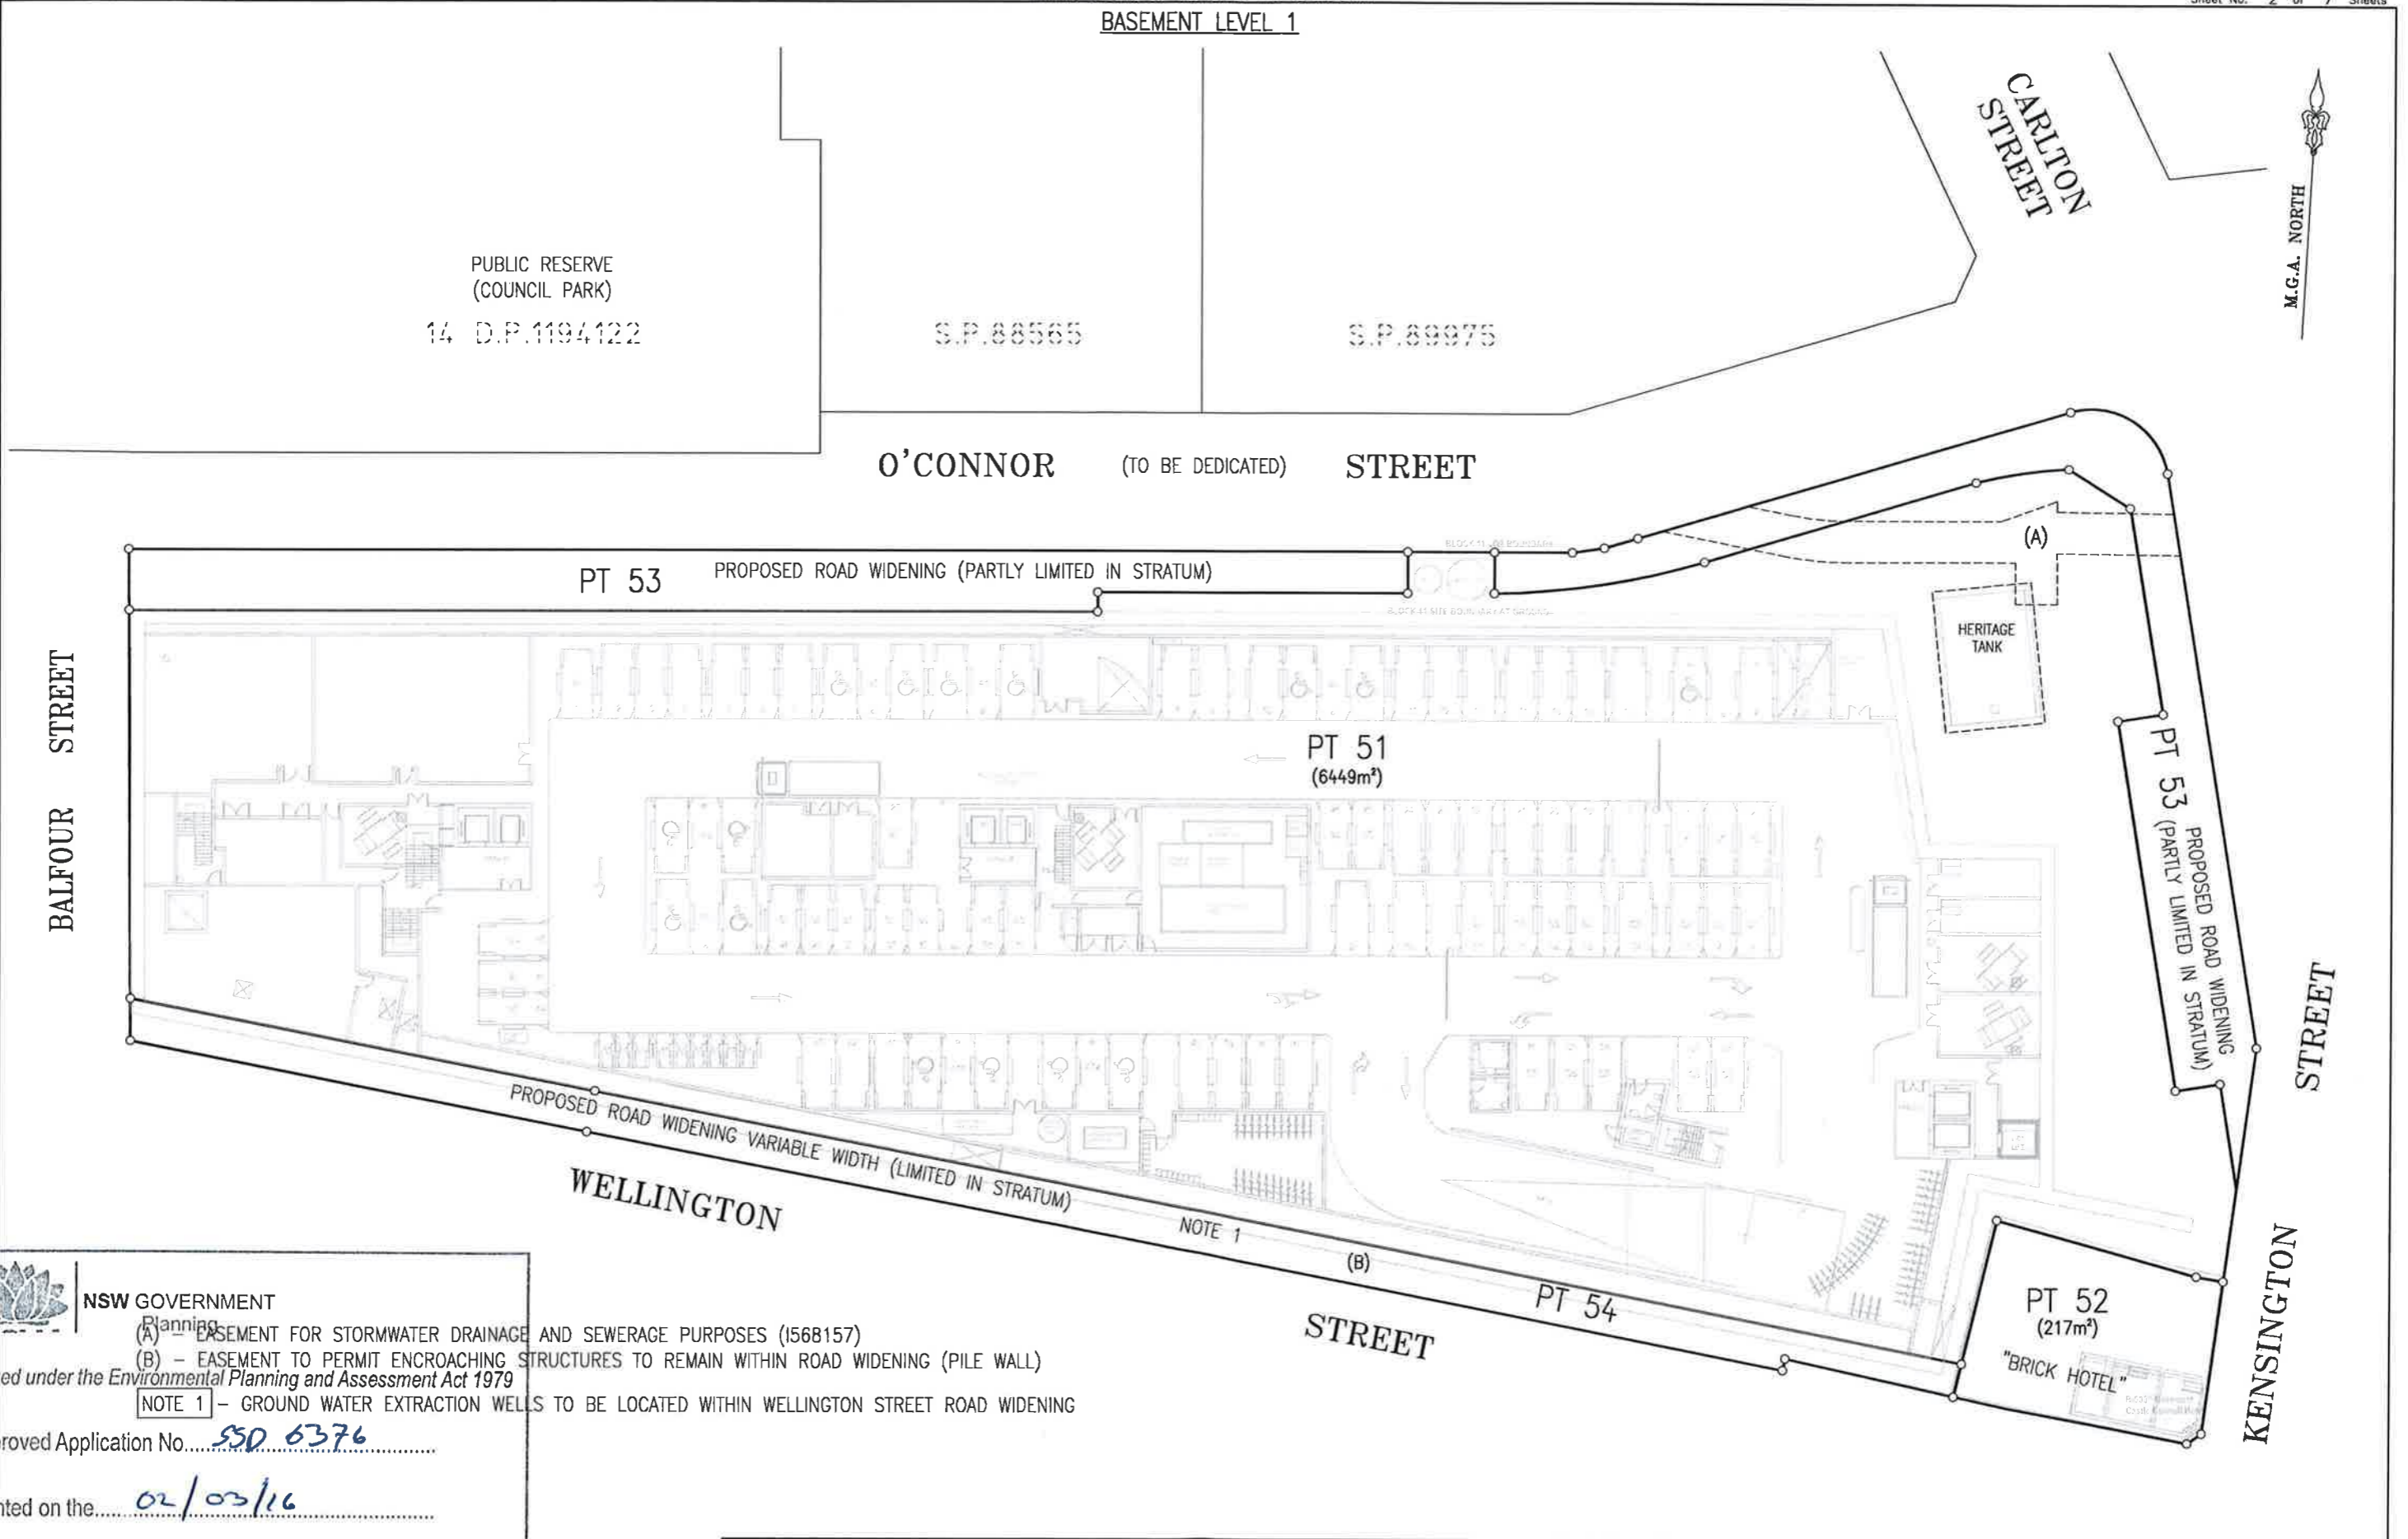 Sheet No. 2 of 7 Sheets
BASEMENT LEVEL 1
CARLTON
STREET
M.G.A. NORTH
PUBLIC RESERVE
(COUNCIL PARK)
14 D.P.1194122
S.P.88565
S.P.89975
O'CONNOR (TO BE DEDICATED) STREET
PT 53 PROPOSED ROAD WIDENING (PARTLY LIMITED IN STRATUM)
(A)
HERITAGE
TANK
BALFOUR STREET
PT 51
(6449m²)
PT 53 PROPOSED ROAD WIDENING
(PARTLY LIMITED IN STRATUM)
KENSINGTON STREET
PROPOSED ROAD WIDENING VARIABLE WIDTH (LIMITED IN STRATUM)
NOTE 1
(B)
PT 54
WELLINGTON STREET
PT 52
(217m²)
"BRICK HOTEL"
NSW GOVERNMENT
Planning
(A) – EASEMENT FOR STORMWATER DRAINAGE AND SEWERAGE PURPOSES (I568157)
(B) – EASEMENT TO PERMIT ENCROACHING STRUCTURES TO REMAIN WITHIN ROAD WIDENING (PILE WALL)
ed under the Environmental Planning and Assessment Act 1979
NOTE 1 – GROUND WATER EXTRACTION WELLS TO BE LOCATED WITHIN WELLINGTON STREET ROAD WIDENING
roved Application No. SSD 6376
nted on the 02/03/16